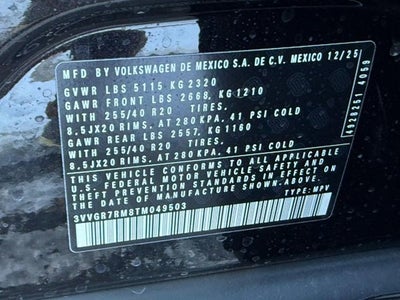 MFD BY VOLKSWAGEN DE MEXICO S.A. DE C.V. MEXICO 12/25
GVWR LBS 5115 KG 2320
GAWR FRONT LBS 2668, KG 1210
WITH 255/40 R20 TIRES.
8.5JX20 RIMS. AT 280 KPA. 41 PSI COLD
GAWR REAR LBS 2557, KG 1160
WITH 255/40 R20 TIRES.
8.5JX20 RIMS. AT 280 KPA. 41 PSI COLD
THIS VEHICLE CONFORMS TO ALL APPLICABLE
U.S. FEDERAL MOTOR VEHICLE SAFETY AND
THEFT PREVENTION STANDARDS IN EFFECT ON
THE DATE OF MANUFACTURE SHOWN ABOVE.
3VVGR7RM8TM049503 TYPE: MPV
4928251 4059